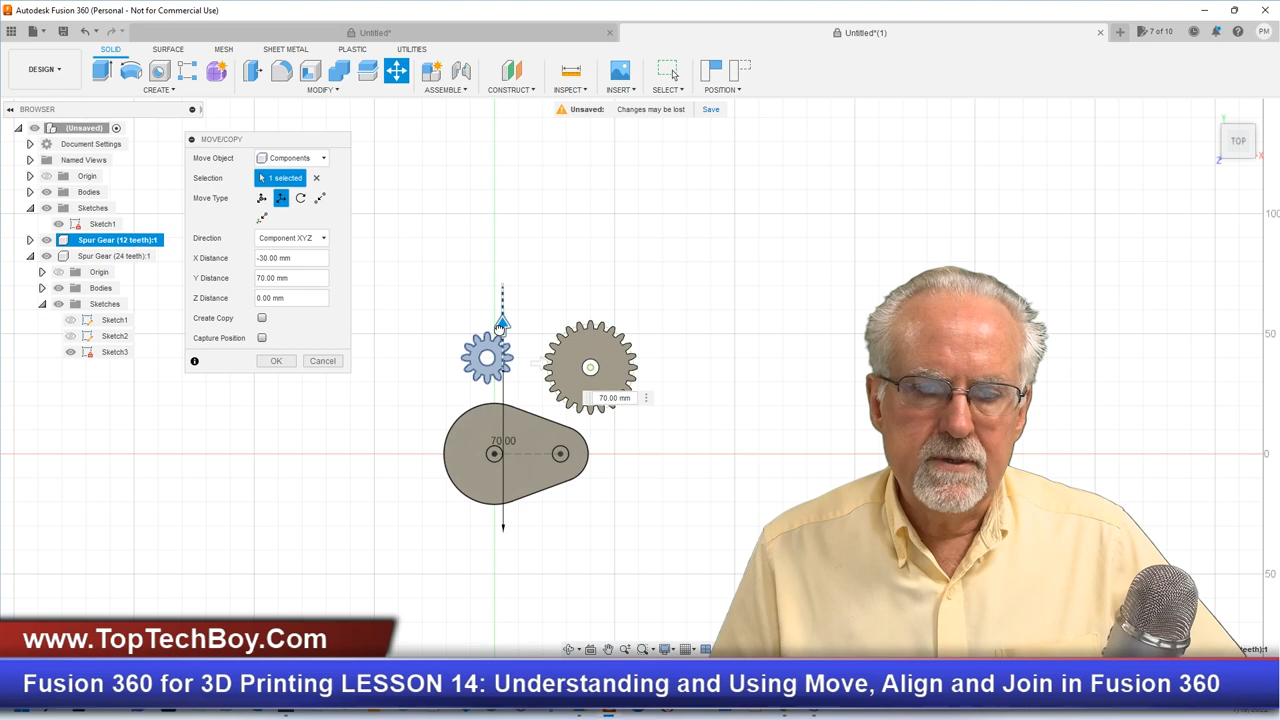 Autodesk Fusion 360 (Personal - Not for Commercial Use)
Untitled*
Untitled*(1)
7 of 10
PM
SOLID
SURFACE
MESH
SHEET METAL
PLASTIC
UTILITIES
DESIGN
CREATE
MODIFY
ASSEMBLE
CONSTRUCT
INSPECT
INSERT
SELECT
POSITION
BROWSER
Unsaved:
Changes may be lost
Save
(Unsaved)
Document Settings
Named Views
Origin
Bodies
Sketches
Sketch1
Spur Gear (12 teeth):1
Spur Gear (24 teeth):1
Origin
Bodies
Sketches
Sketch1
Sketch2
Sketch3
MOVE/COPY
Move Object
Components
Selection
1 selected
Move Type
Direction
Component XYZ
X Distance
-30.00 mm
Y Distance
70.00 mm
Z Distance
0.00 mm
Create Copy
Capture Position
OK
Cancel
TOP
Y
X
Z
100
50
0
50
70.00 mm
70.00
www.TopTechBoy.Com
Fusion 360 for 3D Printing LESSON 14: Understanding and Using Move, Align and Join in Fusion 360